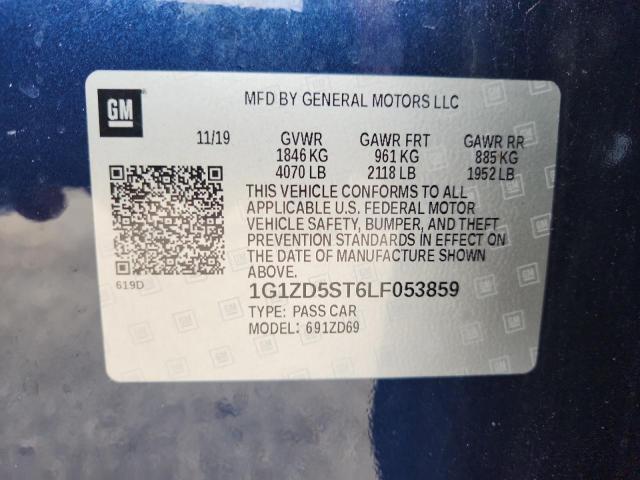 GM
MFD BY GENERAL MOTORS LLC
11/19 GVWR GAWR FRT GAWR RR
1846 KG 961 KG 885 KG
4070 LB 2118 LB 1952 LB
THIS VEHICLE CONFORMS TO ALL
APPLICABLE U.S. FEDERAL MOTOR
VEHICLE SAFETY, BUMPER, AND THEFT
PREVENTION STANDARDS IN EFFECT ON
THE DATE OF MANUFACTURE SHOWN
ABOVE.
619D
1G1ZD5ST6LF053859
TYPE: PASS CAR
MODEL: 691ZD69